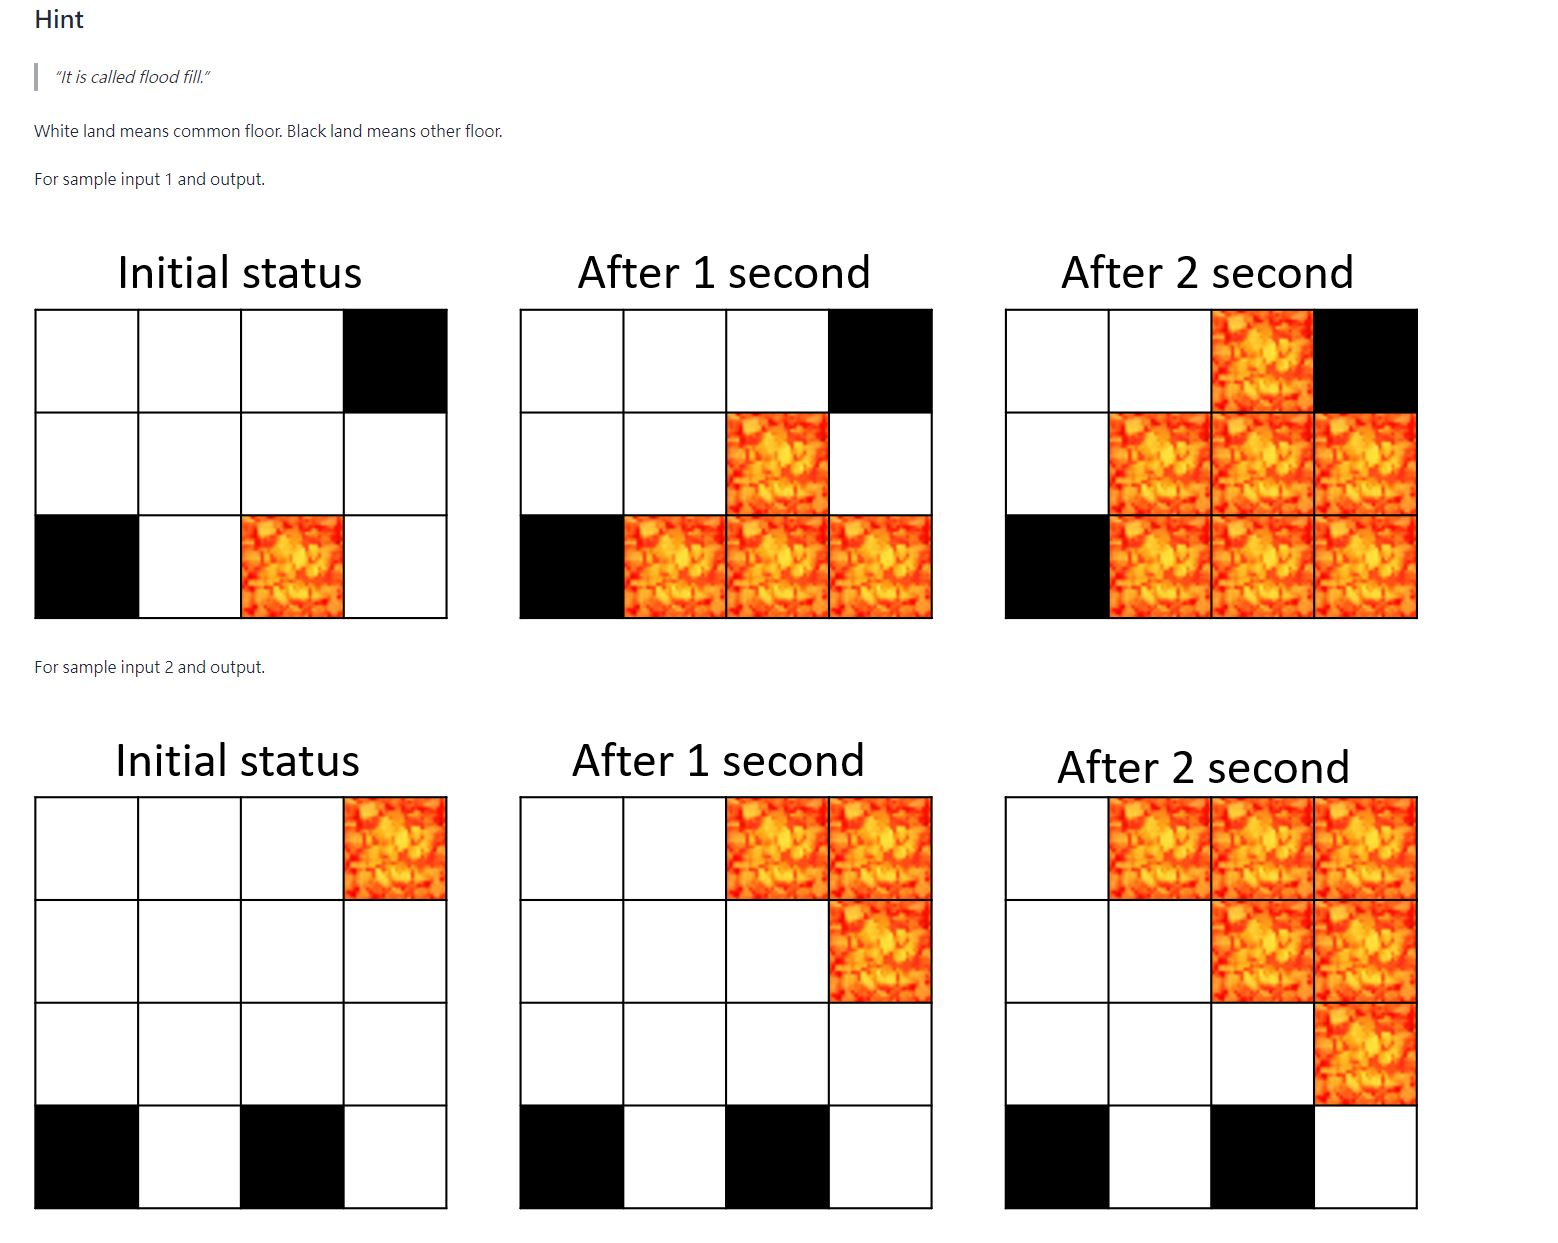 Hint
“It is called flood fill.”
White land means common floor. Black land means other floor.
For sample input 1 and output.
Initial status
After 1 second
After 2 second
For sample input 2 and output.
Initial status
After 1 second
After 2 second